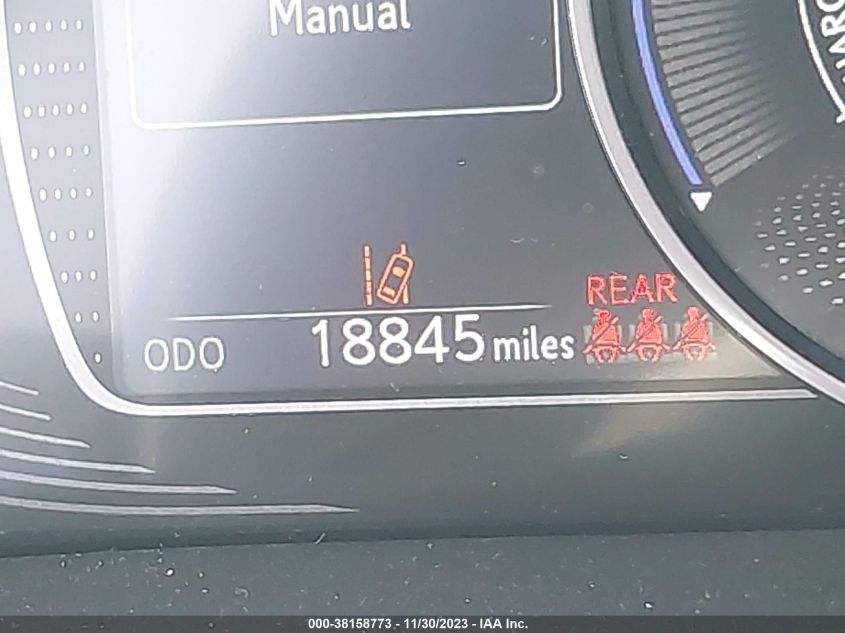 Manual
REAR
ODO 18845 miles
000-38158773 - 11/30/2023 - IAA Inc.